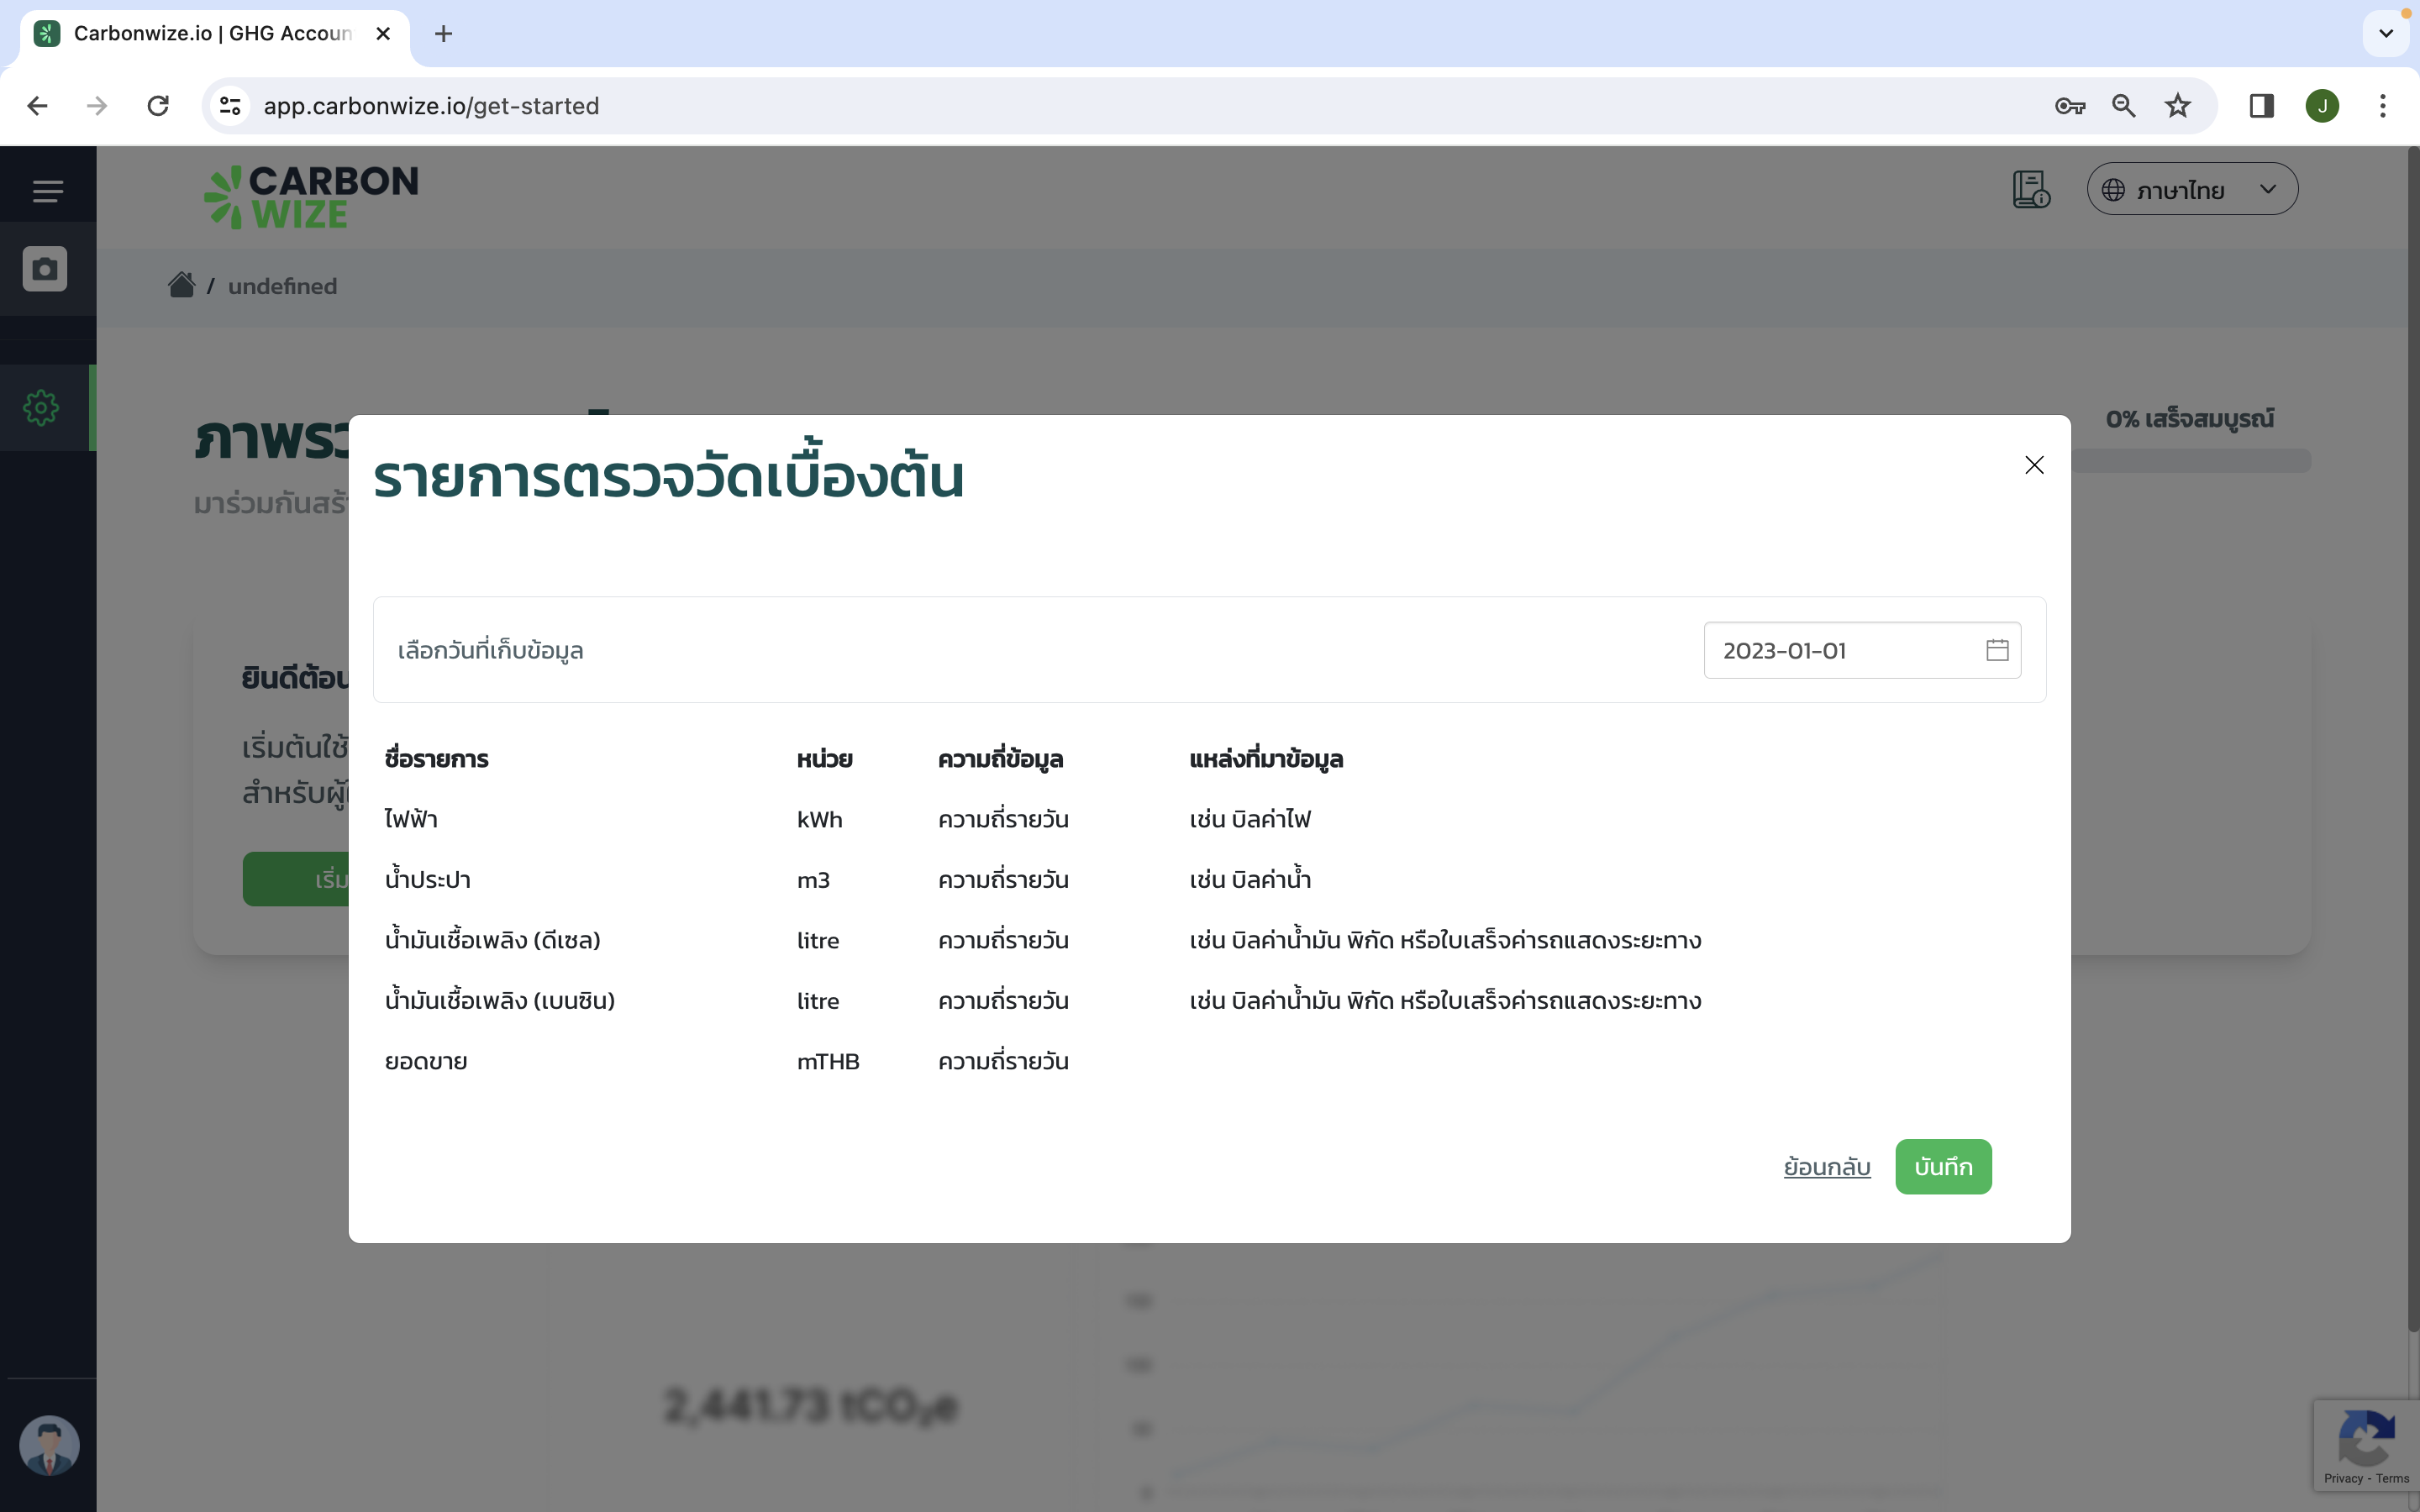 Carbonwize.io | GHG Accoun
app.carbonwize.io/get-started
J
CARBON
WIZE
ภาษาไทย
/ undefined
0% เสร็จสมบูรณ์
รายการตรวจวัดเบื้องต้น
มาร่วมกันสร้
เลือกวันที่เก็บข้อมูล 2023-01-01
ยินดีต้อน
เริ่มต้นใช้
สำหรับผู้
เริ่ม
ชื่อรายการ หน่วย ความถี่ข้อมูล แหล่งที่มาข้อมูล
ไฟฟ้า kWh ความถี่รายวัน เช่น บิลค่าไฟ
น้ำประปา m3 ความถี่รายวัน เช่น บิลค่าน้ำ
น้ำมันเชื้อเพลิง (ดีเซล) litre ความถี่รายวัน เช่น บิลค่าน้ำมัน พิกัด หรือใบเสร็จค่ารถแสดงระยะทาง
น้ำมันเชื้อเพลิง (เบนซิน) litre ความถี่รายวัน เช่น บิลค่าน้ำมัน พิกัด หรือใบเสร็จค่ารถแสดงระยะทาง
ยอดขาย mTHB ความถี่รายวัน
ย้อนกลับ บันทึก
2,441.73 tCO₂e
Privacy - Terms